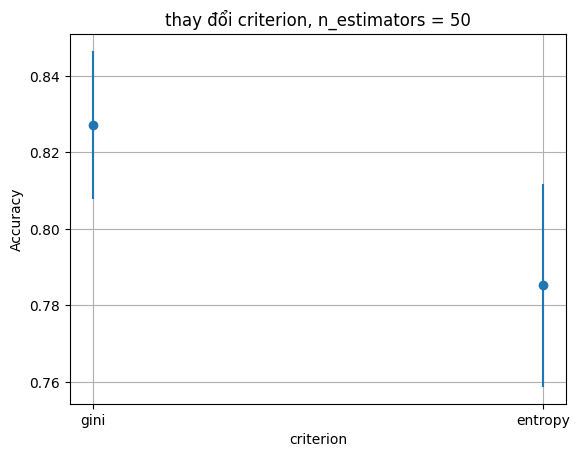 thay đổi criterion, n_estimators = 50
Accuracy
0.84
0.82
0.80
0.78
0.76
gini
entropy
criterion